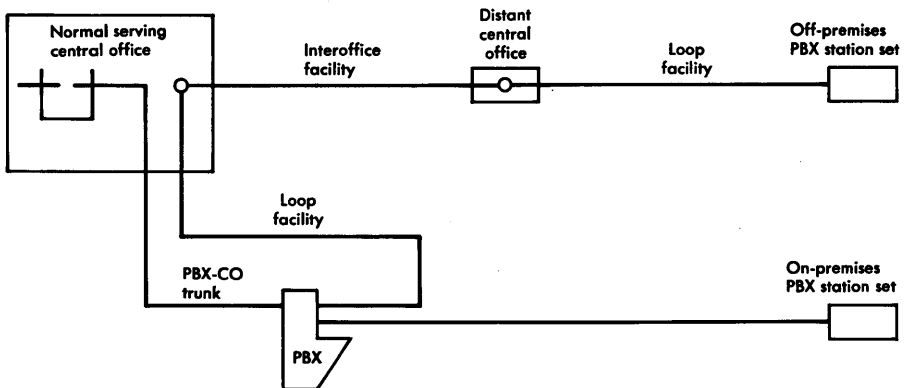 Normal serving
central office
Interoffice
facility
Distant
central
office
Loop
facility
Off-premises
PBX station set
Loop
facility
PBX-CO
trunk
PBX
On-premises
PBX station set